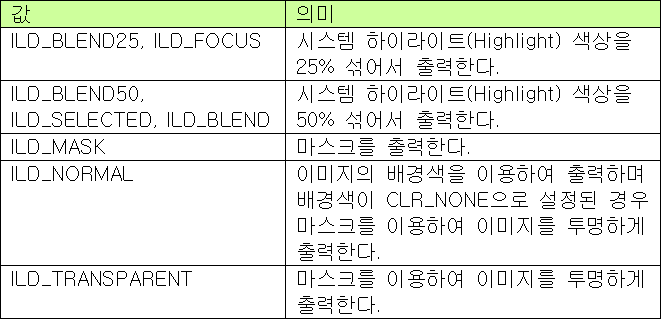 값 의미
ILD_BLEND25, ILD_FOCUS 시스템 하이라이트(Highlight) 색상을
25% 섞어서 출력한다.
ILD_BLEND50, 시스템 하이라이트(Highlight) 색상을
ILD_SELECTED, ILD_BLEND 50% 섞어서 출력한다.
ILD_MASK 마스크를 출력한다.
ILD_NORMAL 이미지의 배경색을 이용하여 출력하며
배경색이 CLR_NONE으로 설정된 경우
마스크를 이용하여 이미지를 투명하게
출력한다.
ILD_TRANSPARENT 마스크를 이용하여 이미지를 투명하게
출력한다.